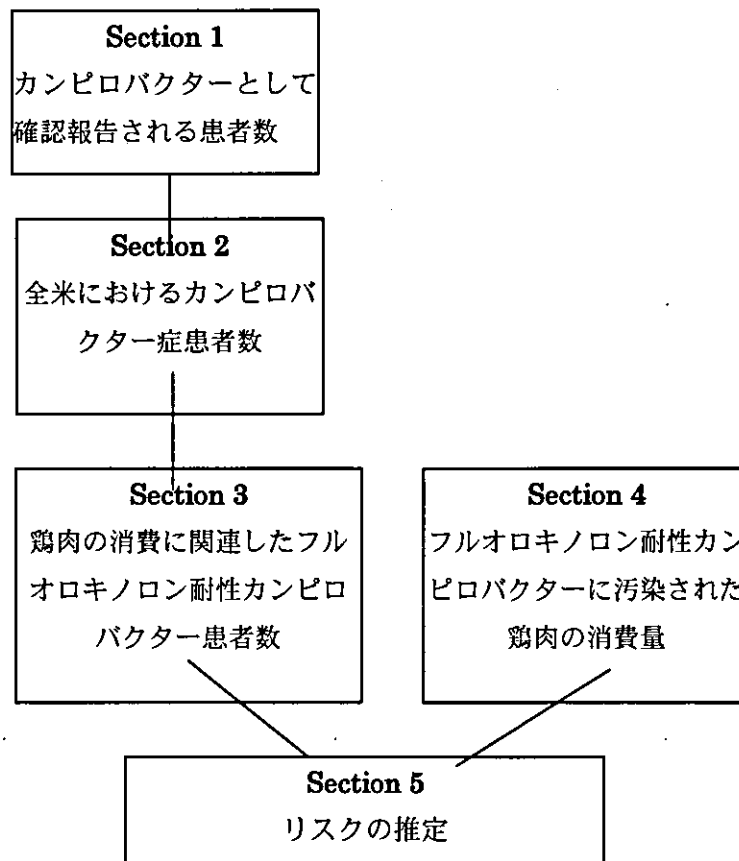 Section 1
カンピロバクターとして
確認報告される患者数
Section 2
全米におけるカンピロバ
クター症患者数
Section 3
鶏肉の消費に関連したフル
オロキノロン耐性カンピロ
バクター患者数
Section 4
フルオロキノロン耐性カン
ピロバクターに汚染された
鶏肉の消費量
Section 5
リスクの推定